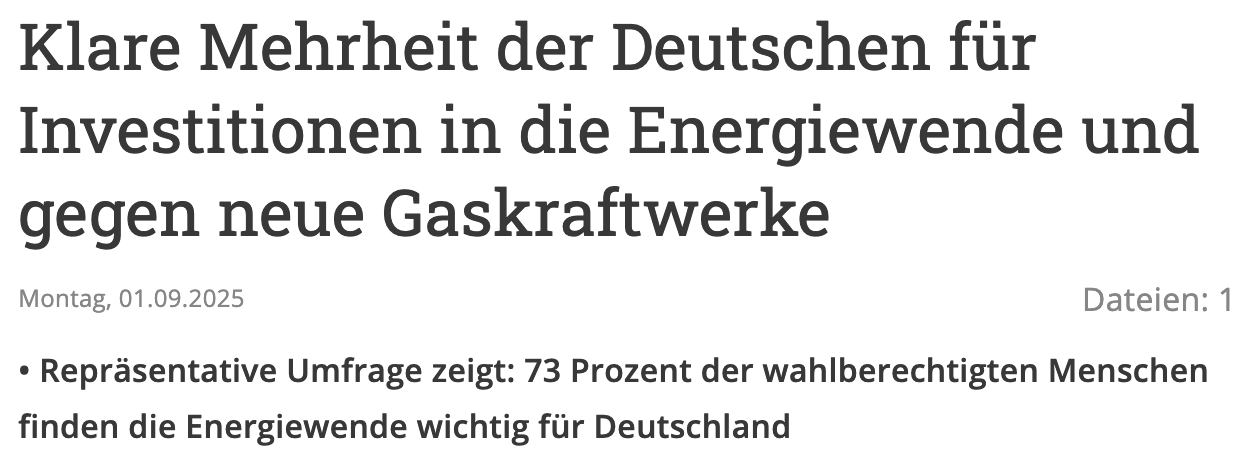 Klare Mehrheit der Deutschen für
Investitionen in die Energiewende und
gegen neue Gaskraftwerke
Montag, 01.09.2025
Dateien: 1
• Repräsentative Umfrage zeigt: 73 Prozent der wahlberechtigten Menschen
finden die Energiewende wichtig für Deutschland